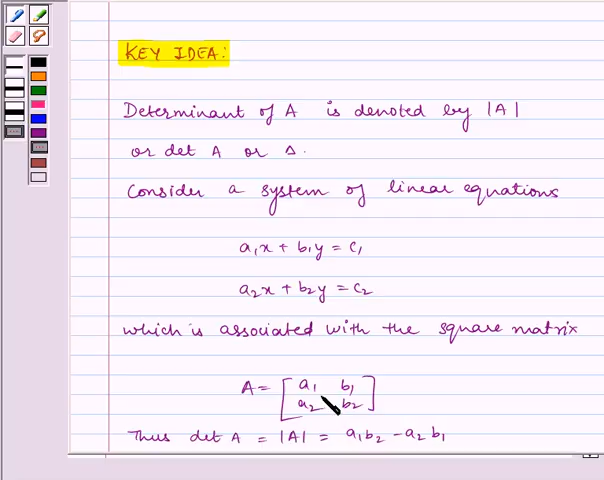 KEY IDEA:
Determinant of A is denoted by |A|
or det A or Δ.
Consider a system of linear equations
a₁x + b₁y = c₁
a₂x + b₂y = c₂
which is associated with the square matrix
A = [ a₁ b₁
a₂ b₂ ]
Thus det A = |A| = a₁b₂ - a₂b₁